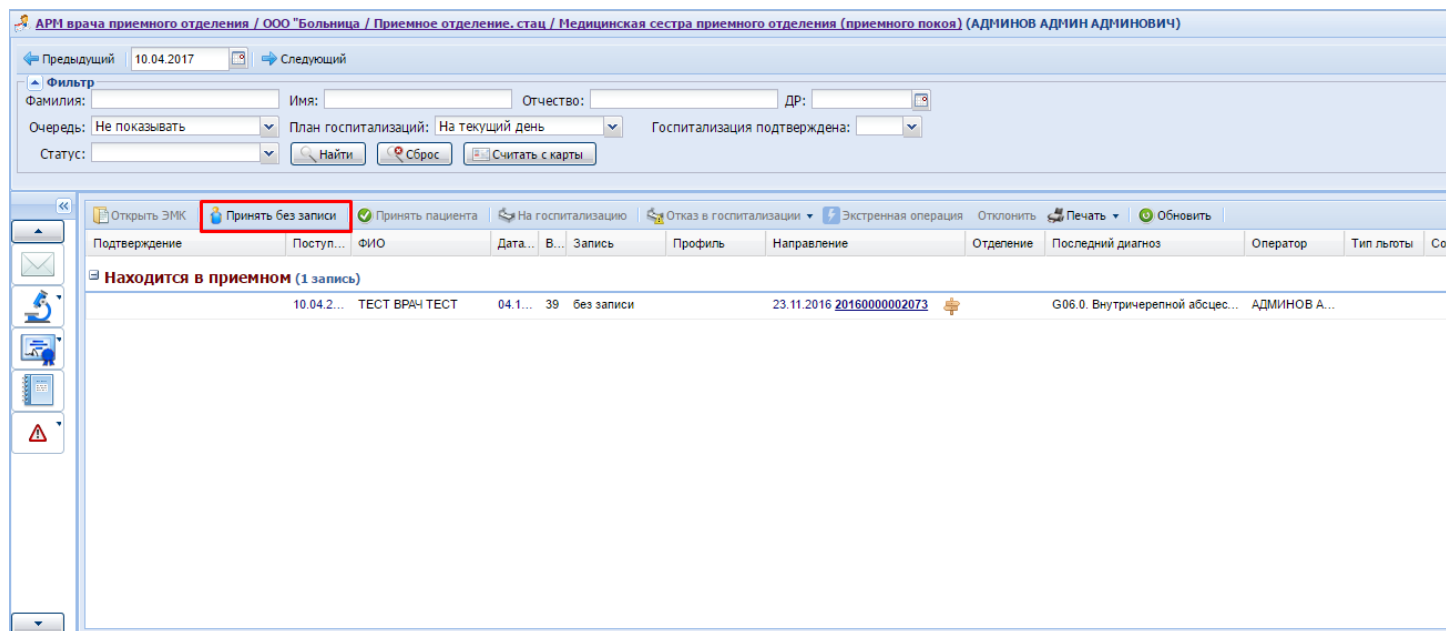 АРМ врача приемного отделения / ООО "Больница / Приемное отделение. стац / Медицинская сестра приемного отделения (приемного покоя) (АДМИНОВ АДМИН АДМИНОВИЧ)
Предыдущий 10.04.2017 Следующий
Фильтр
Фамилия: Имя: Отчество: ДР:
Очередь: Не показывать План госпитализаций: На текущий день Госпитализация подтверждена:
Статус: Найти Сброс Считать с карты
Открыть ЭМК Принять без записи Принять пациента На госпитализацию Отказ в госпитализации Экстренная операция Отклонить Печать Обновить
Подтверждение Поступ... ФИО Дата... В... Запись Профиль Направление Отделение Последний диагноз Оператор Тип льготы Со
Находится в приемном (1 запись)
10.04.2... ТЕСТ ВРАЧ ТЕСТ 04.1... 39 без записи 23.11.2016 20160000002073 G06.0. Внутричерепной абсцес... АДМИНОВ А...